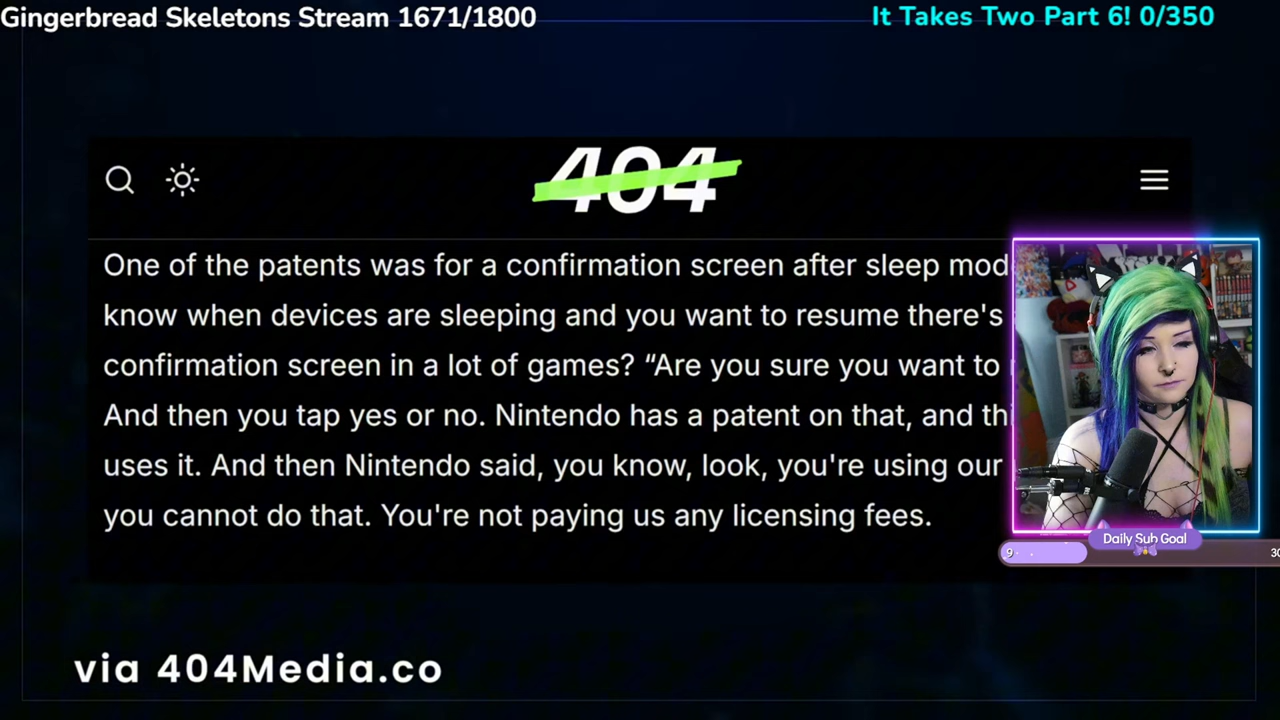 Gingerbread Skeletons Stream 1671/1800
It Takes Two Part 6! 0/350
404
One of the patents was for a confirmation screen after sleep
know when devices are sleeping and you want to resume there's
confirmation screen in a lot of games? “Are you sure you want to
And then you tap yes or no. Nintendo has a patent on that, and
uses it. And then Nintendo said, you know, look, you're using our
you cannot do that. You're not paying us any licensing fees.
Daily Sub Goal
9
via 404Media.co